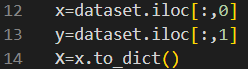 12 x=dataset.iloc[:,0]
13 y=dataset.iloc[:,1]
14 X=x.to_dict()